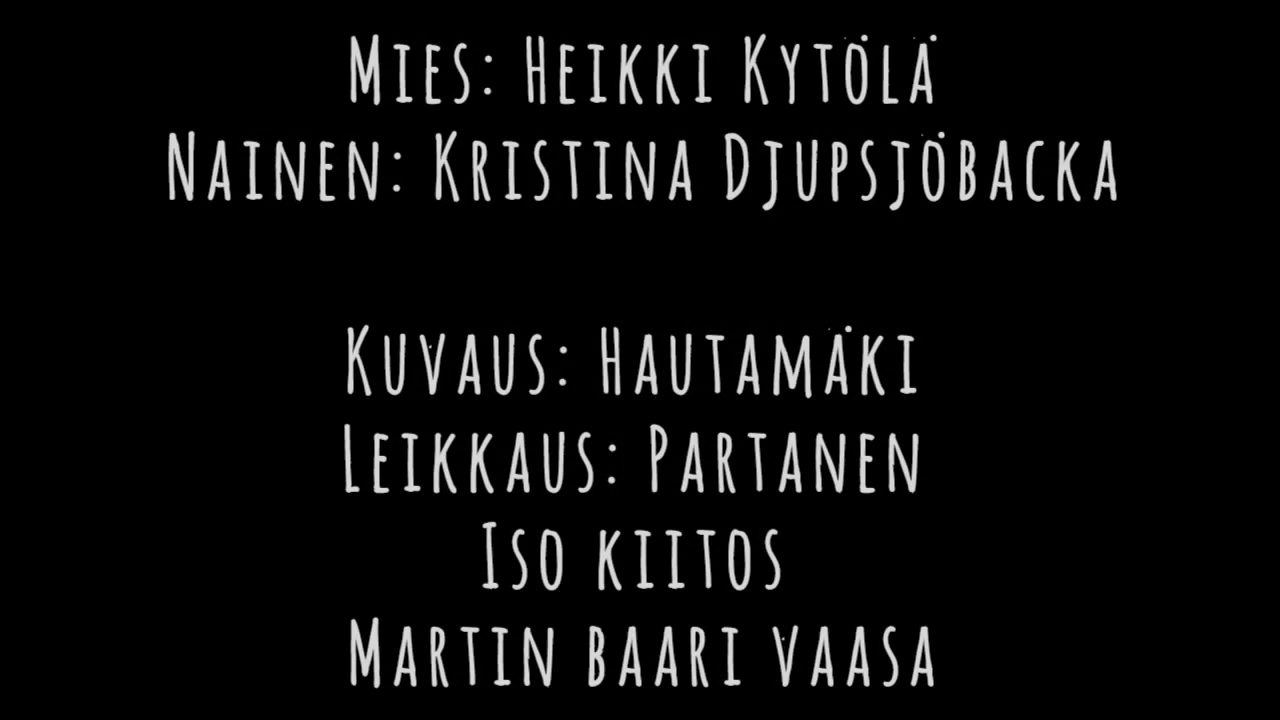 Mies: Heikki Kytölä
Nainen: Kristina Djupsjöbacka
Kuvaus: Hautamäki
Leikkaus: Partanen
Iso kiitos
Martin baari vaasa